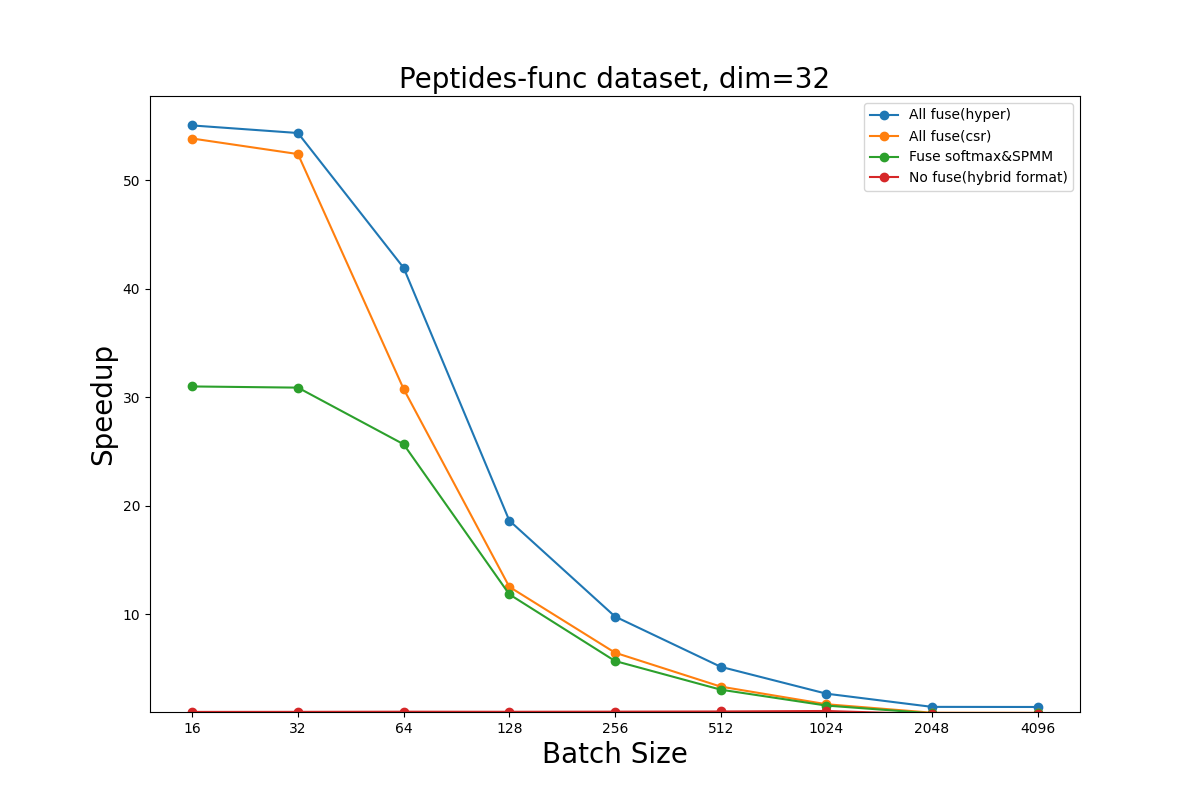 Peptides-func dataset, dim=32
All fuse(hyper)
All fuse(csr)
Fuse softmax&SPMM
No fuse(hybrid format)
Speedup
50
40
30
20
10
16 32 64 128 256 512 1024 2048 4096
Batch Size